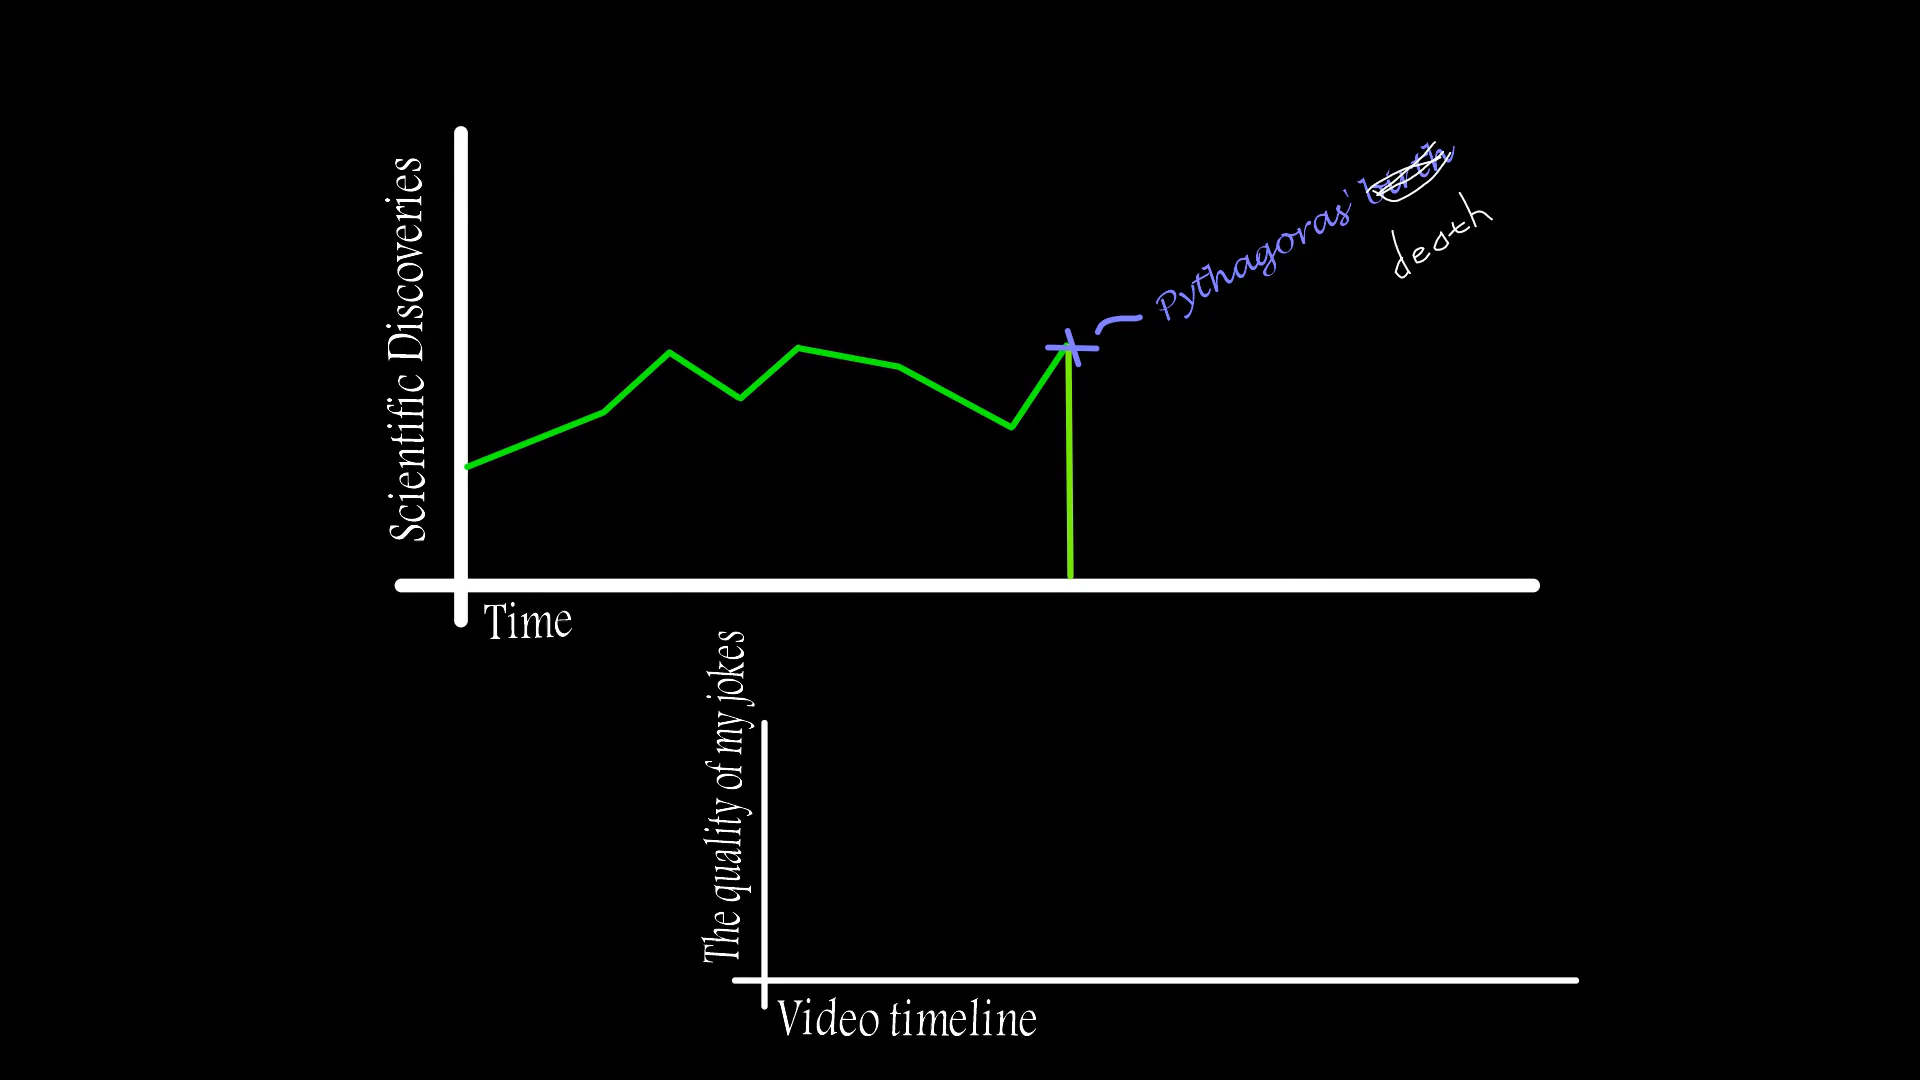 Scientific Discoveries
Pythagoras' birth
death
Time
The quality of my jokes
Video timeline